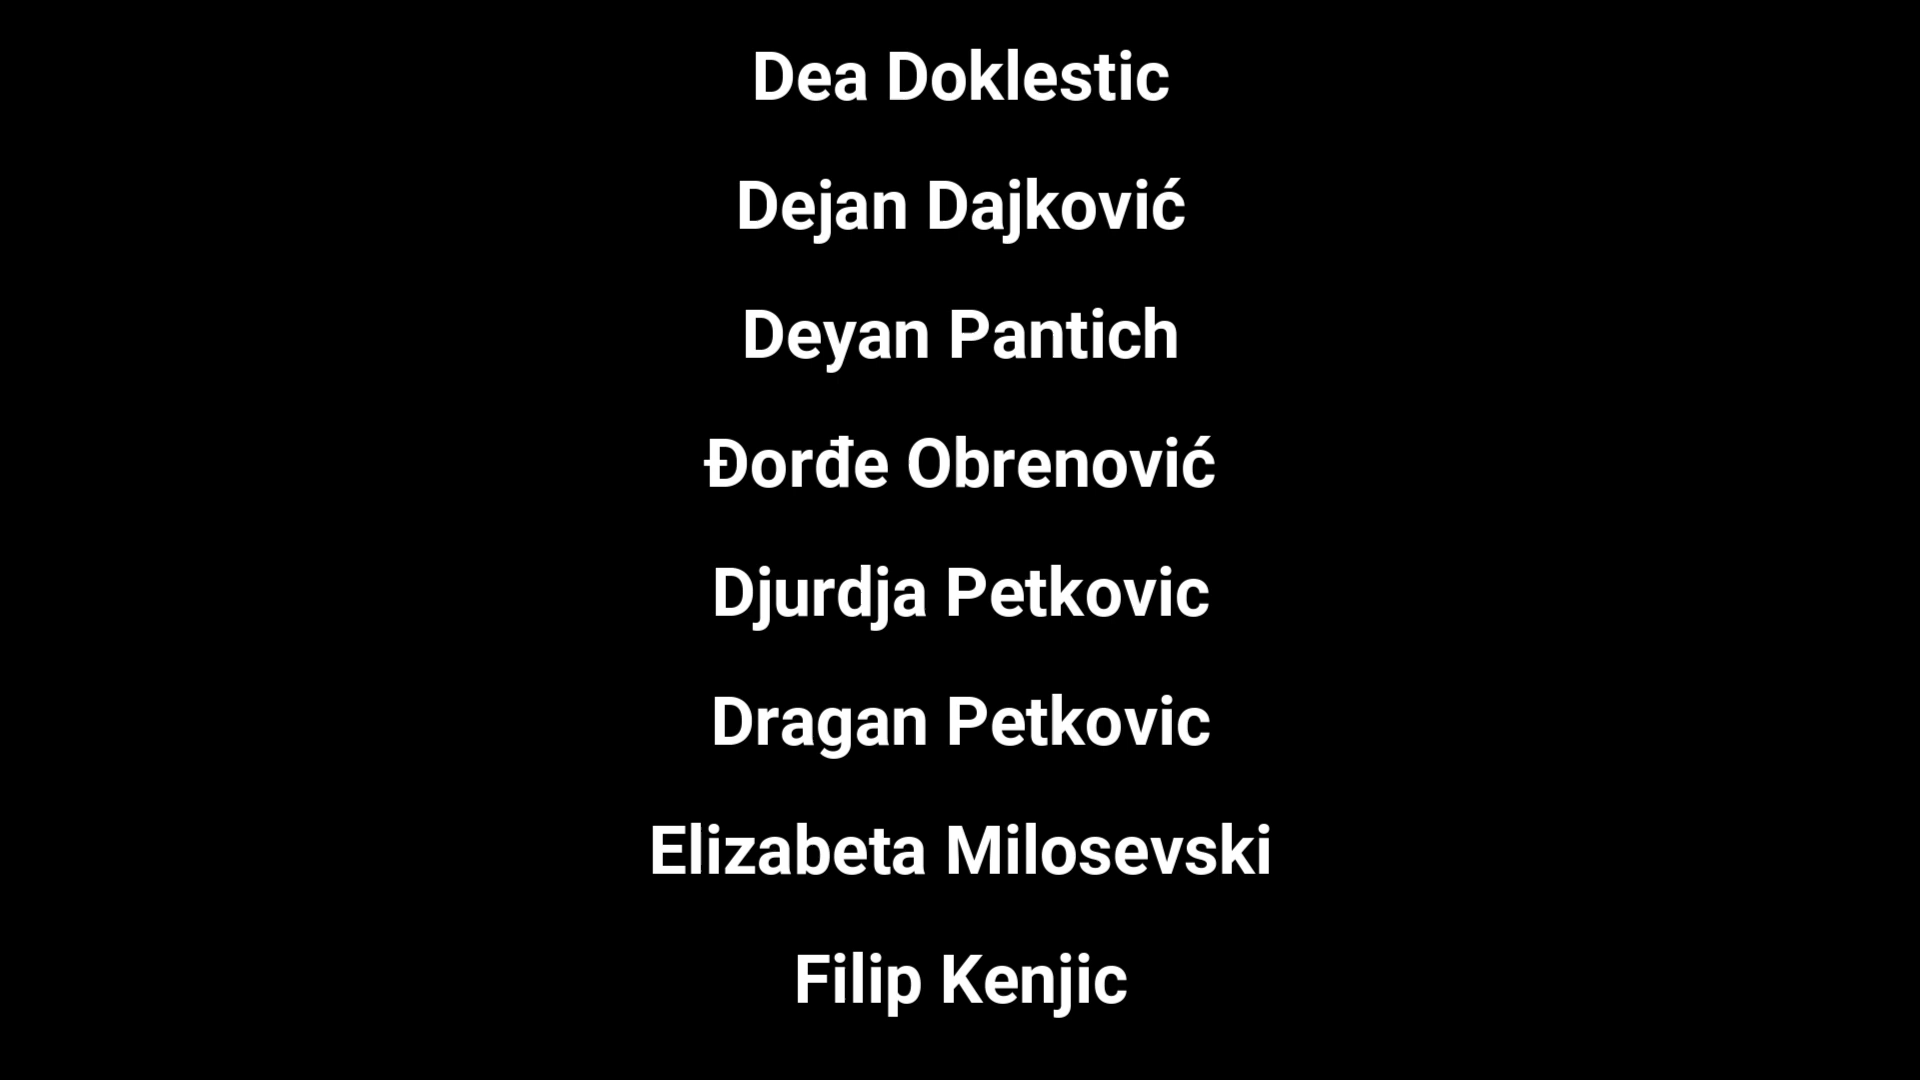 Dea Doklestic
Dejan Dajković
Deyan Pantich
Đorđe Obrenović
Djurdja Petkovic
Dragan Petkovic
Elizabeta Milosevski
Filip Kenjic